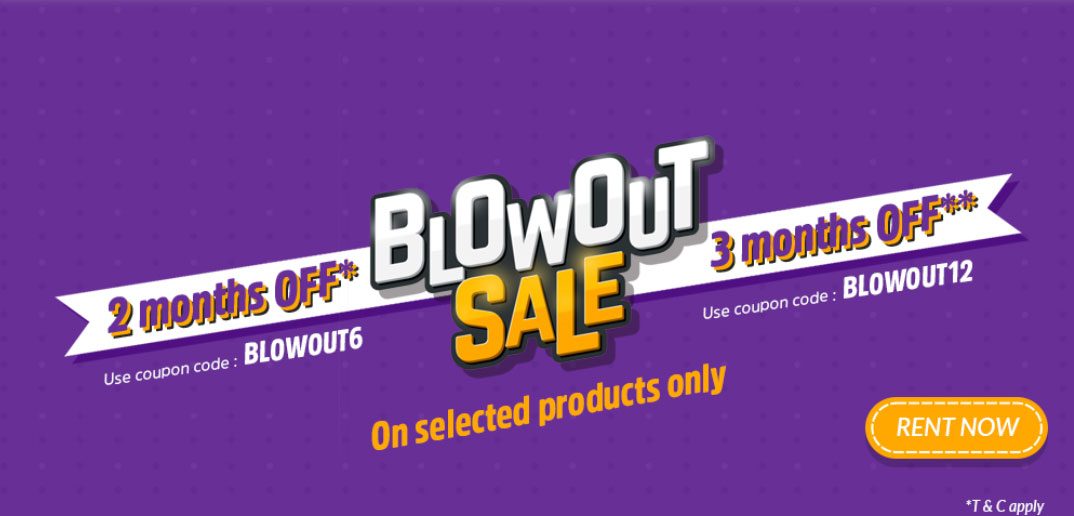 BLOWOUT
SALE
2 months OFF*
Use coupon code : BLOWOUT6
3 months OFF**
Use coupon code : BLOWOUT12
On selected products only
RENT NOW
*T & C apply